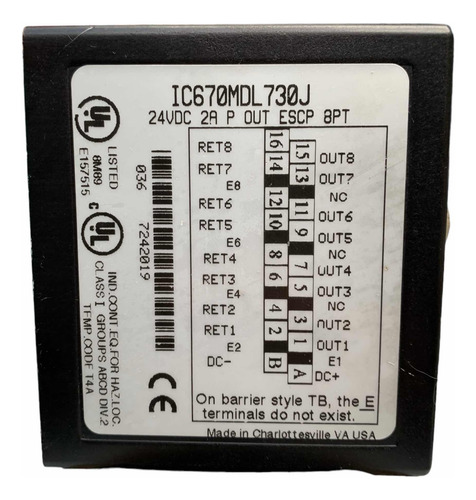 IC670MDL730J
24VDC 2A P OUT ESCP 8PT
UL
LISTED
8M89
E157515
C UL
IND.CONT.EQ.FOR HAZ.LOC.
CLASS I GROUPS ABCD DIV.2
TEMP.CODE T4A
036 7242019
CE
RET8 16 15 OUT8
RET7 14 13 OUT7
E8 NC
RET6 12 11 OUT6
RET5 10 9 OUT5
E6 NC
RET4 8 7 OUT4
RET3 6 5 OUT3
E4 NC
RET2 4 3 OUT2
RET1 2 1 OUT1
E2 E1
DC- B A DC+
On barrier style TB, the E
terminals do not exist.
Made in Charlottesville VA USA